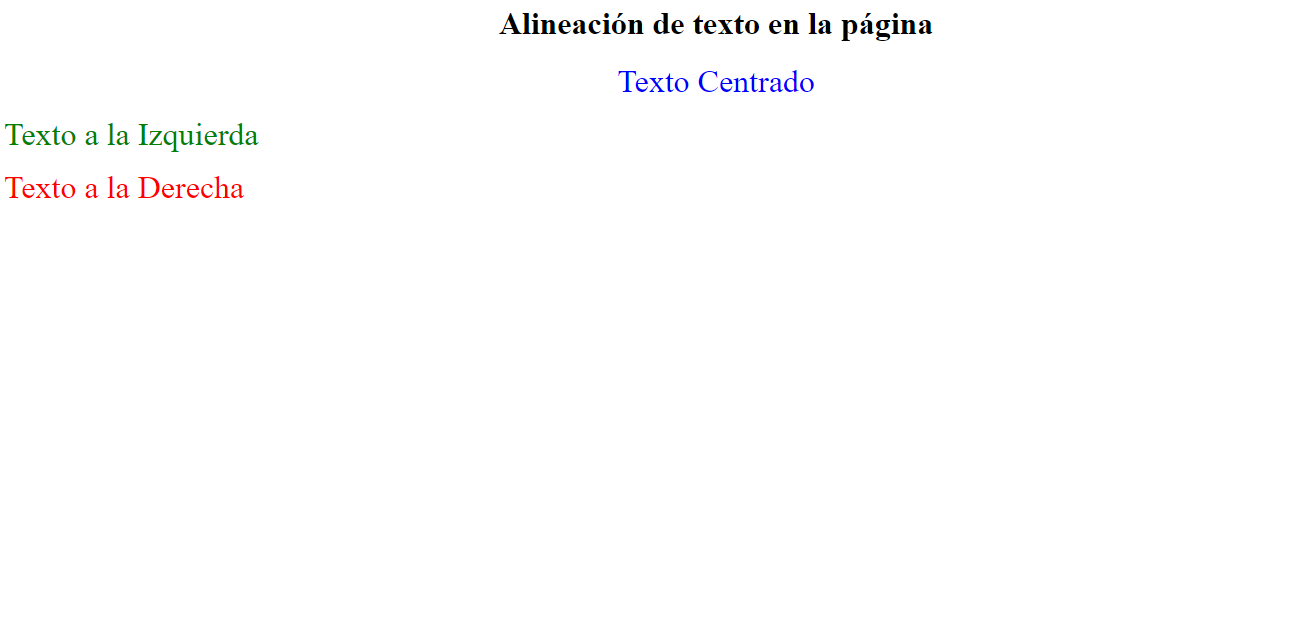 Alineación de texto en la página
Texto Centrado
Texto a la Izquierda
Texto a la Derecha